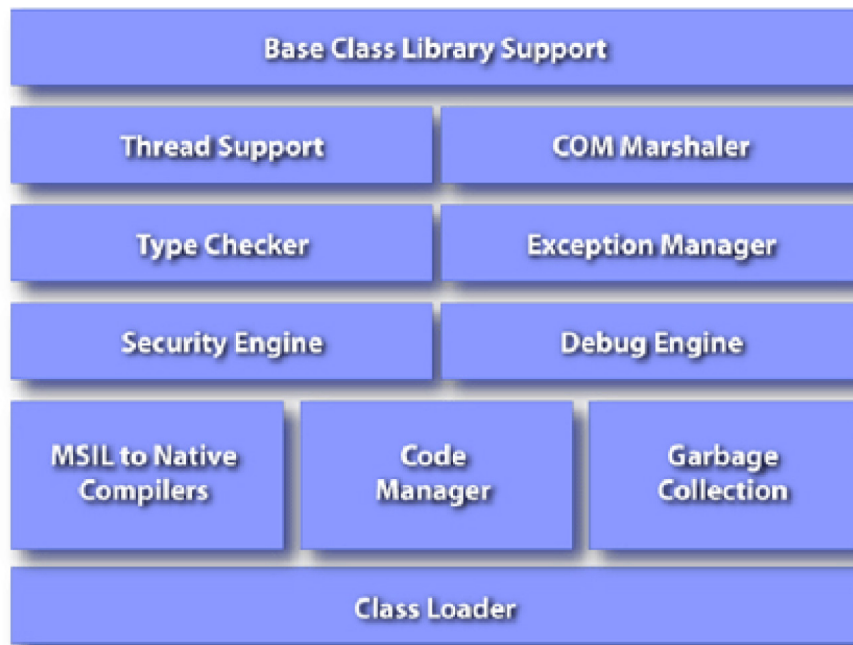 Base Class Library Support
Thread Support
COM Marshaler
Type Checker
Exception Manager
Security Engine
Debug Engine
MSIL to Native
Compilers
Code
Manager
Garbage
Collection
Class Loader